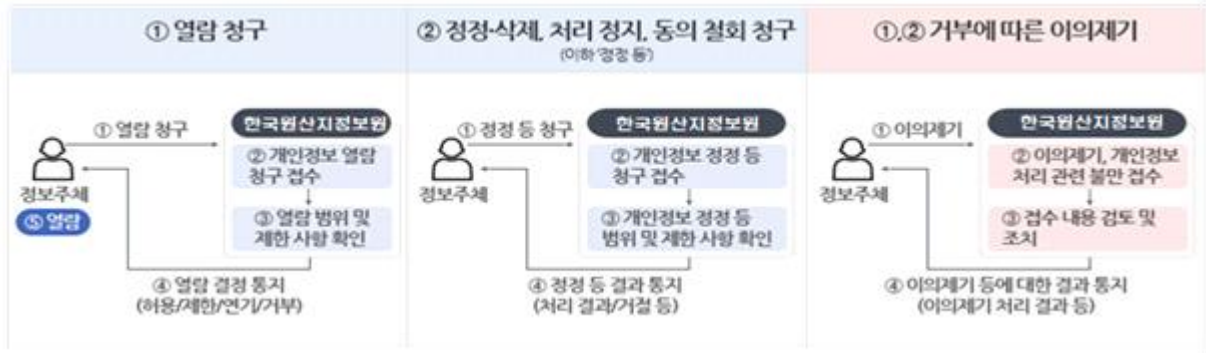 ① 열람 청구
② 정정·삭제, 처리 정지, 동의 철회 청구
(이하 '정정 등')
①,② 거부에 따른 이의제기
① 열람 청구
한국원산지정보원
② 개인정보 열람
청구 접수
③ 열람 범위 및
제한 사항 확인
정보주체
⑤ 열람
④ 열람 결정 통지
(허용/제한/연기/거부)
① 정정 등 청구
한국원산지정보원
② 개인정보 정정 등
청구 접수
③ 개인정보 정정 등
범위 및 제한 사항 확인
정보주체
④ 정정 등 결과 통지
(처리 결과/거절 등)
① 이의제기
한국원산지정보원
② 이의제기, 개인정보
처리 관련 불만 접수
③ 접수 내용 검토 및
조치
정보주체
④ 이의제기 등에 대한 결과 통지
(이의제기 처리 결과 등)